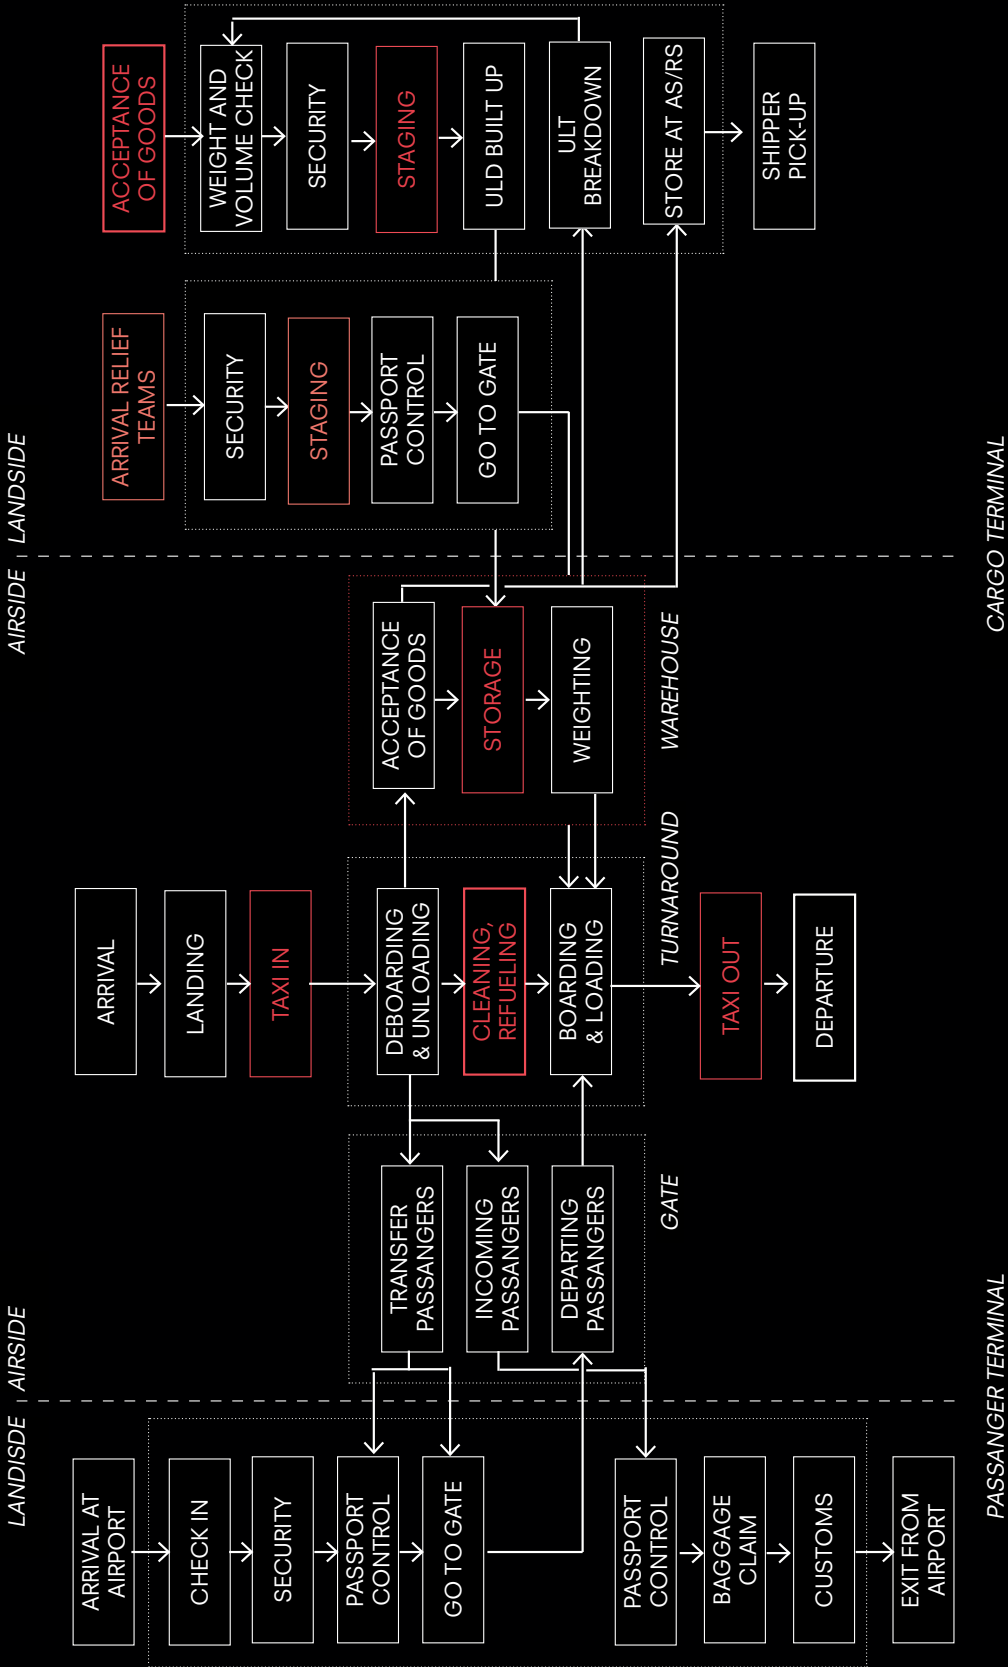 LANDISDE
AIRSIDE
AIRSIDE
LANDSIDE
ARRIVAL AT
AIRPORT
CHECK IN
SECURITY
PASSPORT
CONTROL
GO TO GATE
PASSPORT
CONTROL
BAGGAGE
CLAIM
CUSTOMS
EXIT FROM
AIRPORT
TRANSFER
PASSANGERS
INCOMING
PASSANGERS
DEPARTING
PASSANGERS
GATE
ARRIVAL
LANDING
TAXI IN
DEBOARDING
& UNLOADING
CLEANING,
REFUELING
BOARDING
& LOADING
TURNAROUND
TAXI OUT
DEPARTURE
ACCEPTANCE
OF GOODS
STORAGE
WEIGHTING
WAREHOUSE
ARRIVAL RELIEF
TEAMS
SECURITY
STAGING
PASSPORT
CONTROL
GO TO GATE
ACCEPTANCE
OF GOODS
WEIGHT AND
VOLUME CHECK
SECURITY
STAGING
ULD BUILT UP
ULT
BREAKDOWN
STORE AT AS/RS
SHIPPER
PICK-UP
PASSANGER TERMINAL
CARGO TERMINAL